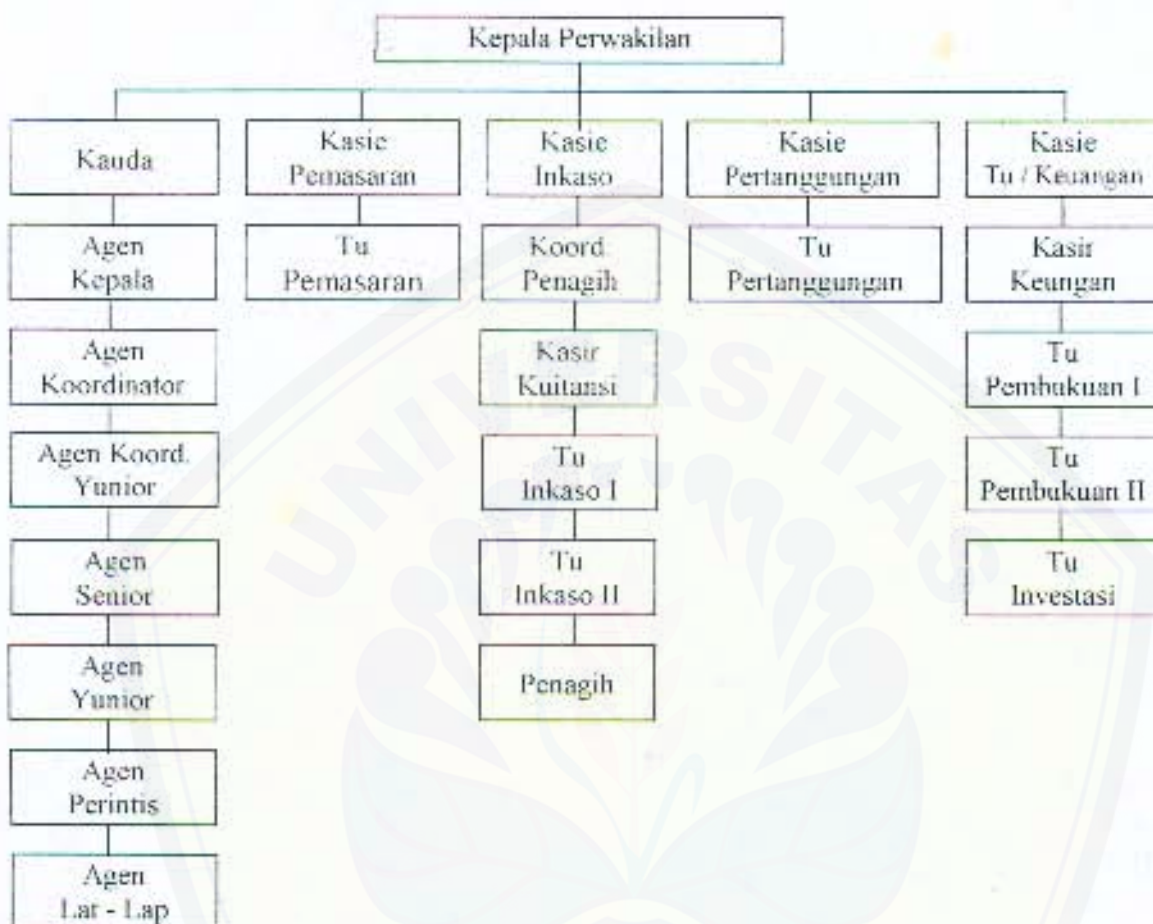 Kepala Perwakilan
Kauda
Kasie
Pemasaran
Kasie
Inkaso
Kasie
Pertanggungan
Kasie
Tu / Keuangan
Agen
Kepala
Tu
Pemasaran
Koord.
Penagih
Tu
Pertanggungan
Kasir
Keungan
Agen
Koordinator
Kasir
Kuitansi
Tu
Pembukuan I
Agen Koord.
Yunior
Tu
Inkaso I
Tu
Pembukuan II
Agen
Senior
Tu
Inkaso II
Tu
Investasi
Agen
Yunior
Penagih
Agen
Perintis
Agen
Lat - Lap
UNIVERSITAS